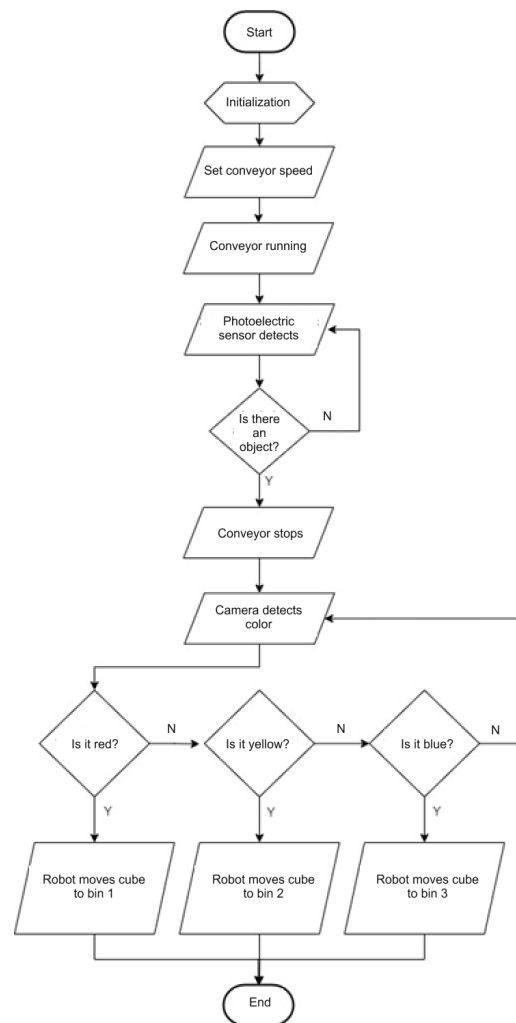 Start
Initialization
Set conveyor speed
Conveyor running
Photoelectric
sensor detects
Is there
an
object?
N
Y
Conveyor stops
Camera detects
color
Is it red?
N
Is it yellow?
N
Is it blue?
N
Y
Y
Y
Robot moves cube
to bin 1
Robot moves cube
to bin 2
Robot moves cube
to bin 3
End